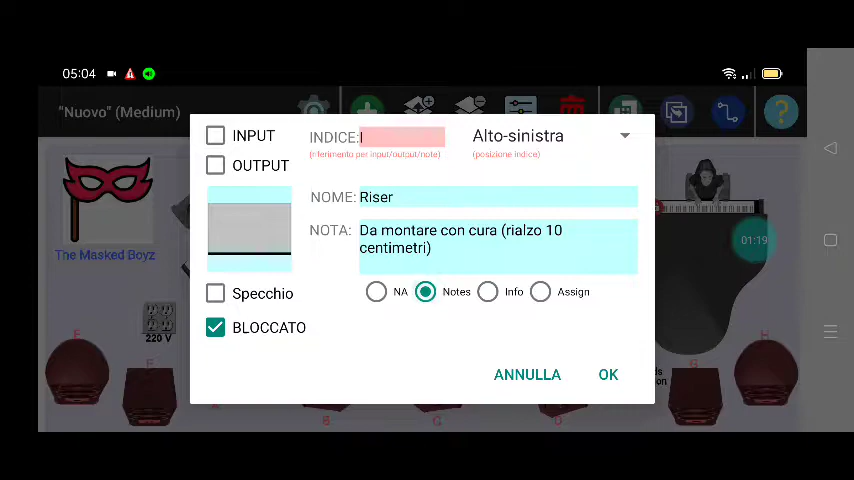 05:04
"Nuovo" (Medium)
INPUT
INDICE:I
Alto-sinistra
(riferimento per input/output/note)
(posizione indice)
OUTPUT
NOME: Riser
NOTA: Da montare con cura (rialzo 10
centimetri)
The Masked Boyz
01:19
Specchio
NA
Notes
Info
Assign
220 V
BLOCCATO
F
E
G
H
ANNULLA
OK
A
B
C
D